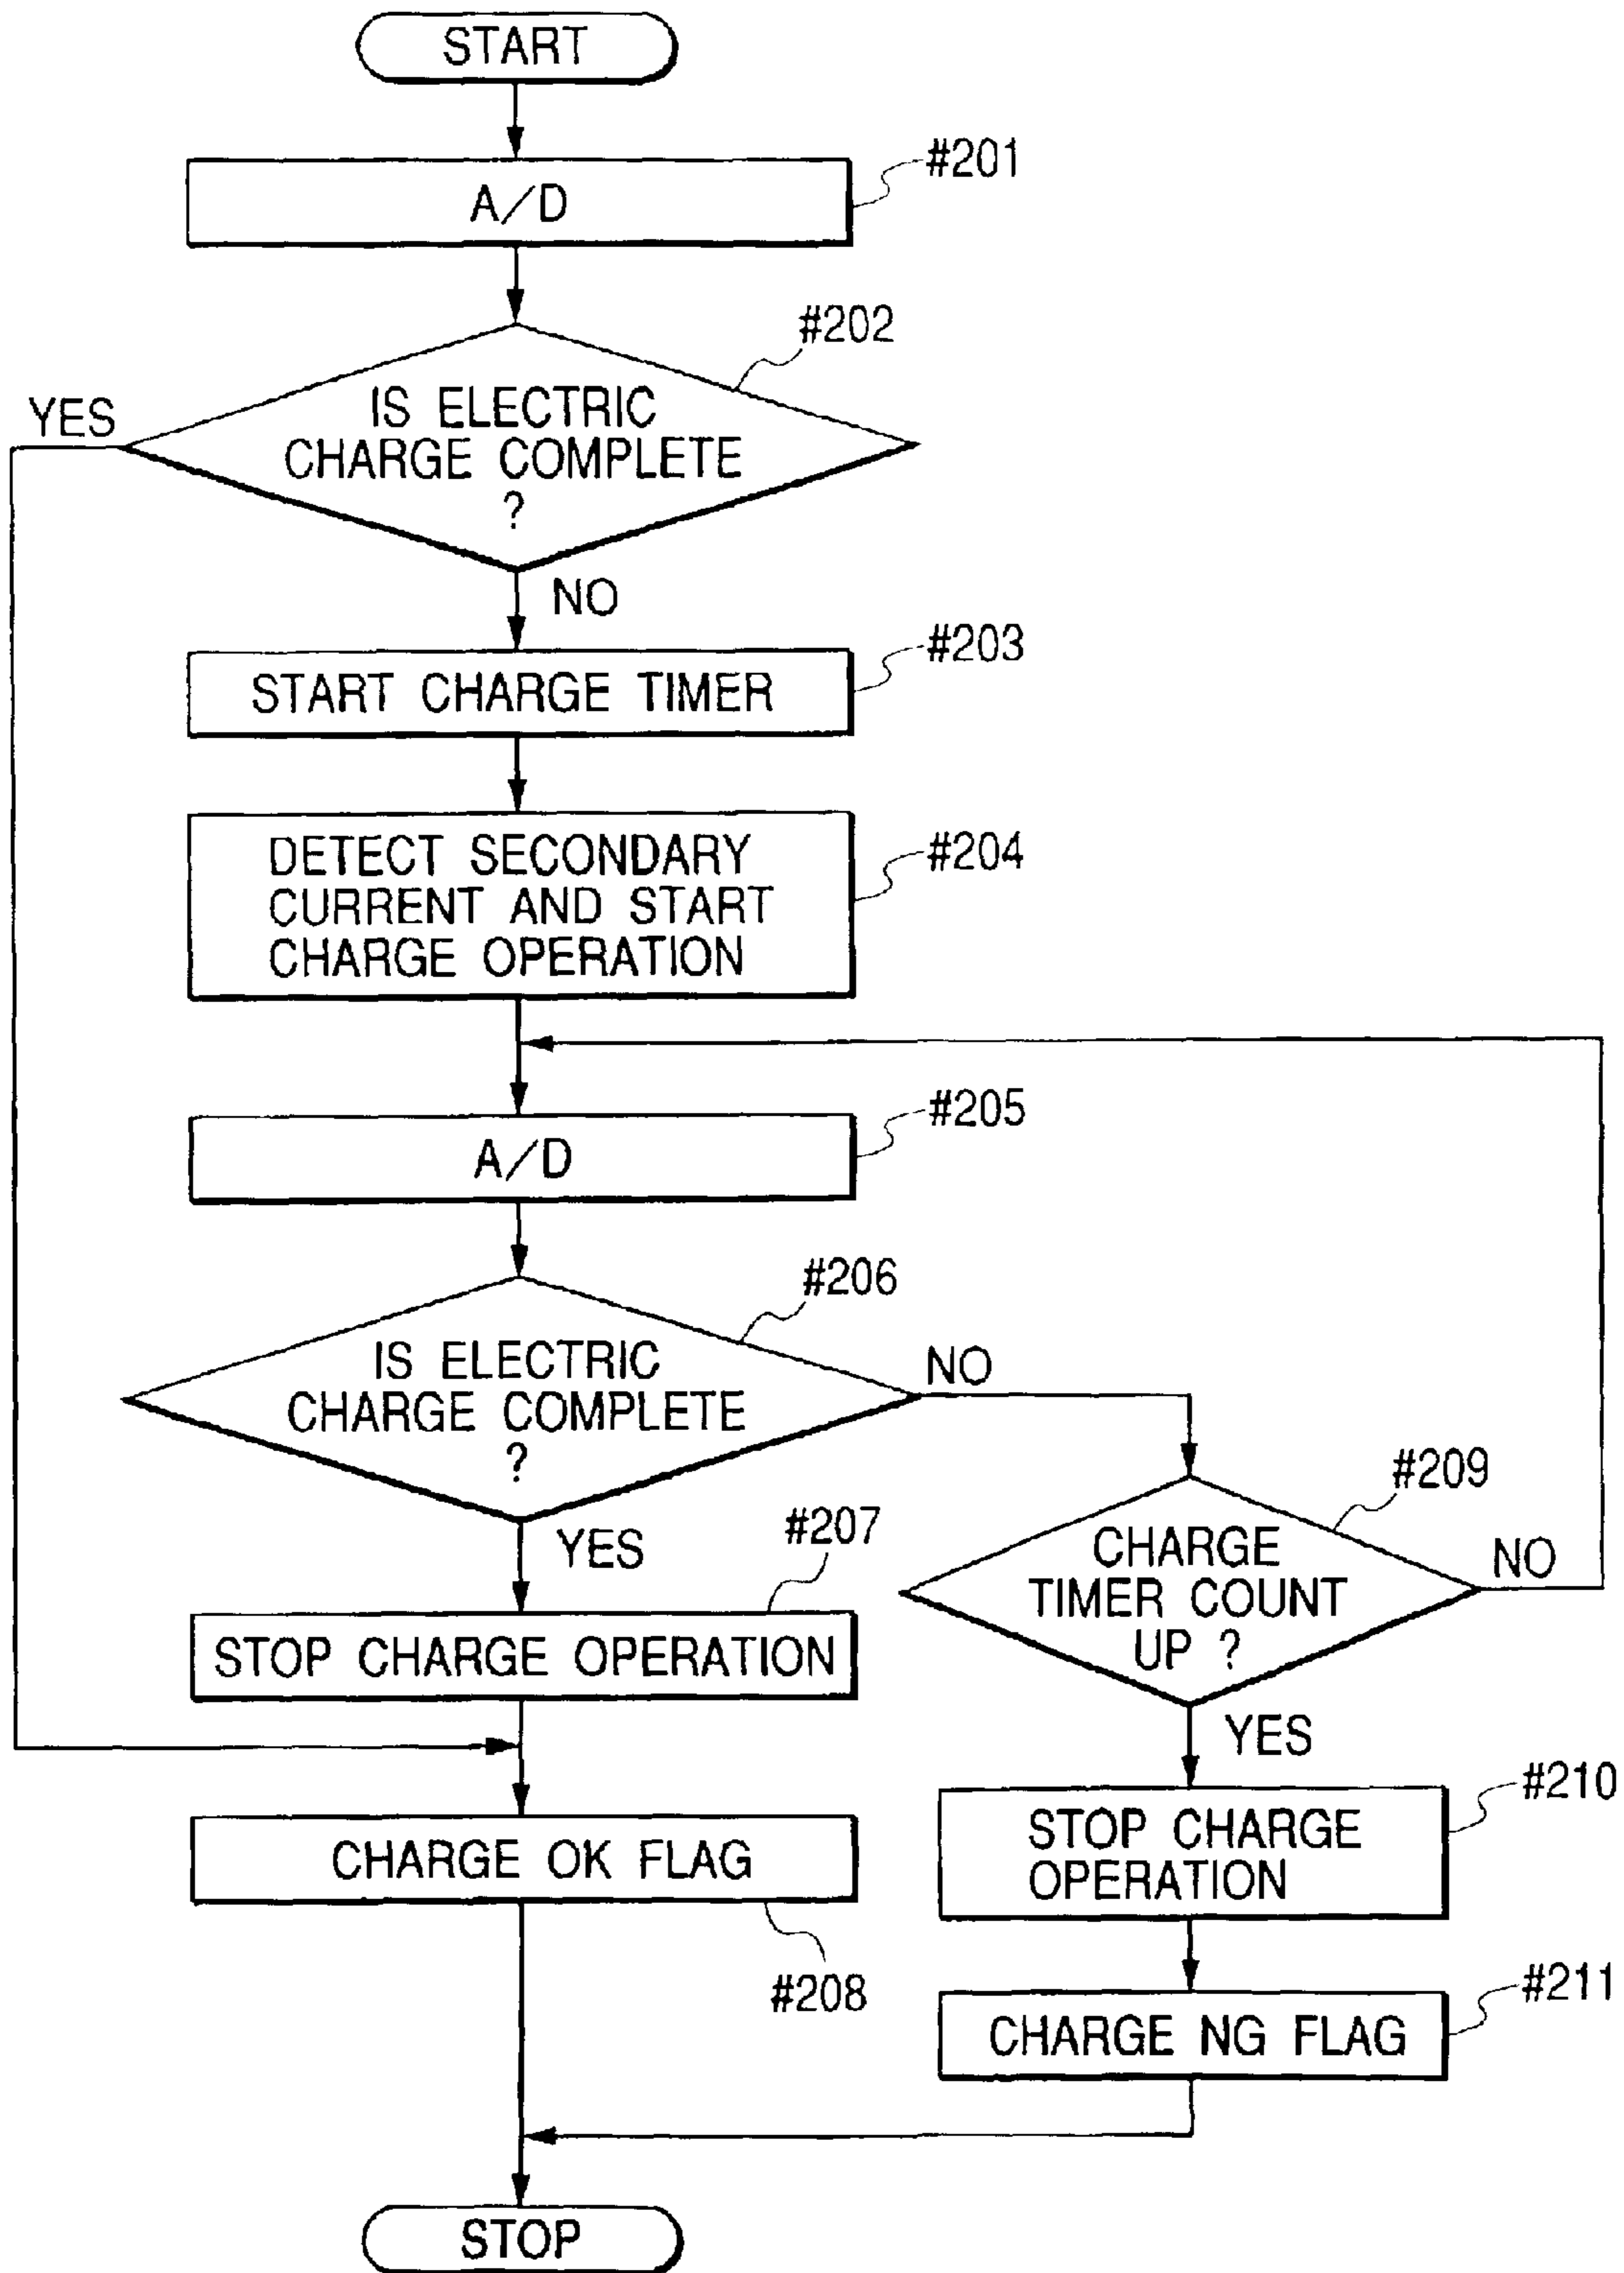 START
A/D
#201
#202
IS ELECTRIC
CHARGE COMPLETE
?
YES
NO
#203
START CHARGE TIMER
#204
DETECT SECONDARY
CURRENT AND START
CHARGE OPERATION
#205
A/D
#206
IS ELECTRIC
CHARGE COMPLETE
?
NO
YES
#207
STOP CHARGE OPERATION
#209
CHARGE
TIMER COUNT
UP ?
NO
YES
CHARGE OK FLAG
#208
#210
STOP CHARGE
OPERATION
#211
CHARGE NG FLAG
STOP